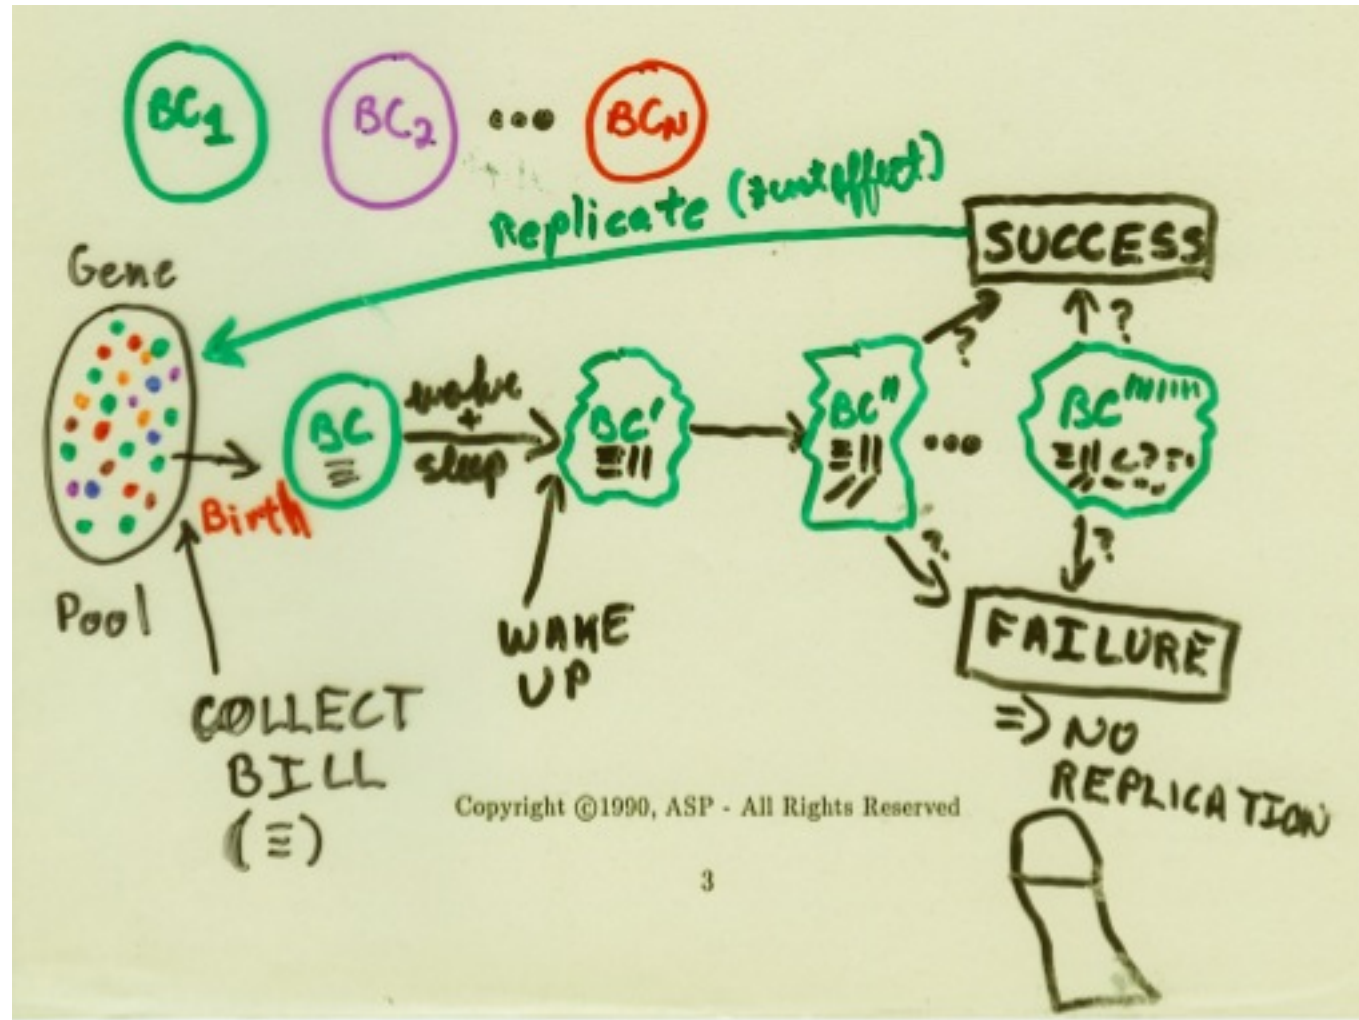 BC1 BC2 ••• BCN
Replicate
SUCCESS
Gene
?
?
BC
≡
+
sleep
BC'
≡||
BC''
≡||
//
•••
BC'''''''
Birth
?
?
Pool
WAKE
UP
FAILURE
COLLECT
BILL
(≡)
=> NO
REPLICATION
Copyright ©1990, ASP - All Rights Reserved
3